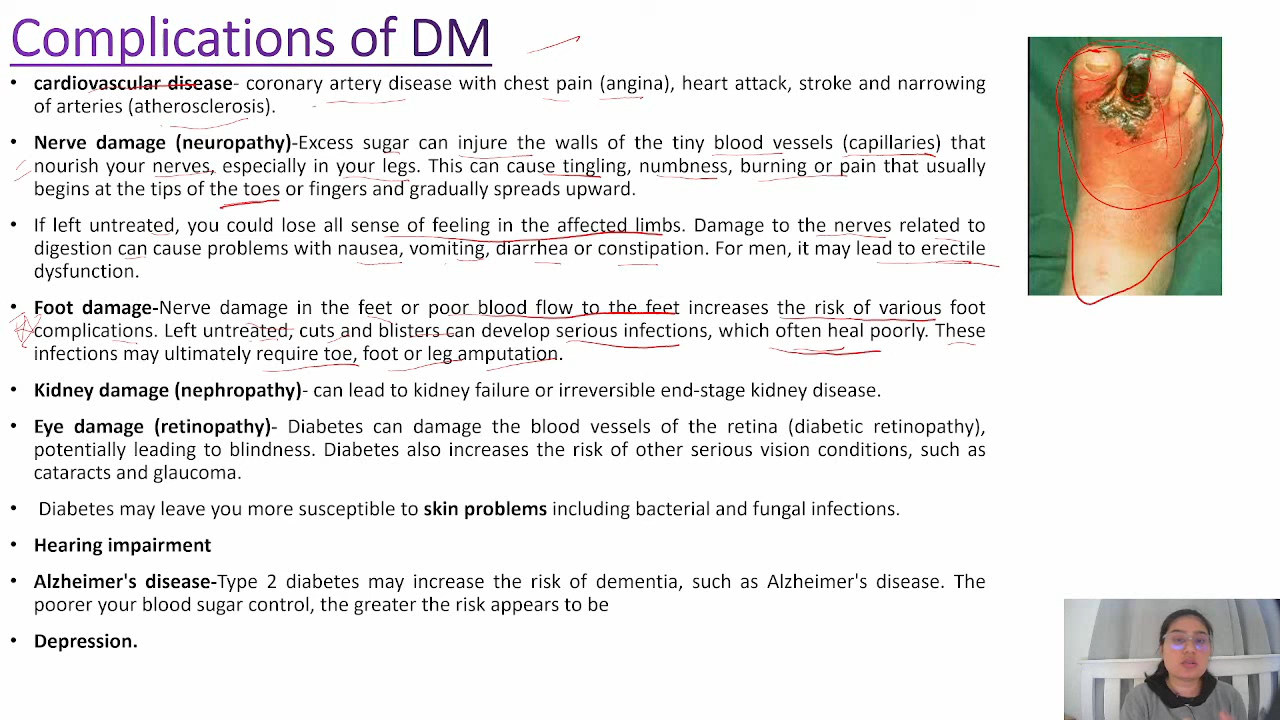 Complications of DM
• cardiovascular disease- coronary artery disease with chest pain (angina), heart attack, stroke and narrowing
of arteries (atherosclerosis).
• Nerve damage (neuropathy)-Excess sugar can injure the walls of the tiny blood vessels (capillaries) that
nourish your nerves, especially in your legs. This can cause tingling, numbness, burning or pain that usually
begins at the tips of the toes or fingers and gradually spreads upward.
• If left untreated, you could lose all sense of feeling in the affected limbs. Damage to the nerves related to
digestion can cause problems with nausea, vomiting, diarrhea or constipation. For men, it may lead to erectile
dysfunction.
• Foot damage-Nerve damage in the feet or poor blood flow to the feet increases the risk of various foot
complications. Left untreated, cuts and blisters can develop serious infections, which often heal poorly. These
infections may ultimately require toe, foot or leg amputation.
• Kidney damage (nephropathy)- can lead to kidney failure or irreversible end-stage kidney disease.
• Eye damage (retinopathy)- Diabetes can damage the blood vessels of the retina (diabetic retinopathy),
potentially leading to blindness. Diabetes also increases the risk of other serious vision conditions, such as
cataracts and glaucoma.
• Diabetes may leave you more susceptible to skin problems including bacterial and fungal infections.
• Hearing impairment
• Alzheimer's disease-Type 2 diabetes may increase the risk of dementia, such as Alzheimer's disease. The
poorer your blood sugar control, the greater the risk appears to be
• Depression.